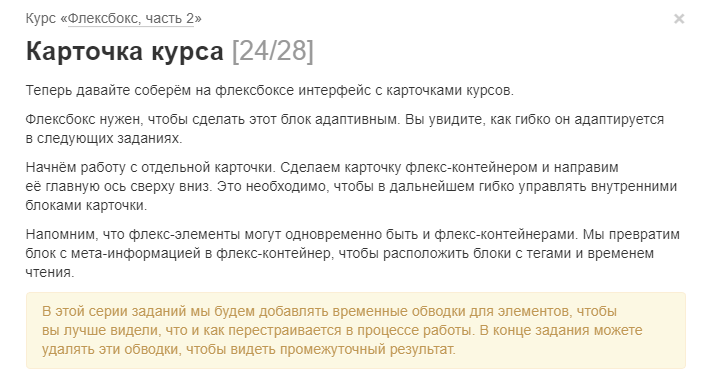 Курс «Флексбокс, часть 2»
×
Карточка курса [24/28]
Теперь давайте соберём на флексбоксе интерфейс с карточками курсов.
Флексбокс нужен, чтобы сделать этот блок адаптивным. Вы увидите, как гибко он адаптируется
в следующих заданиях.
Начнём работу с отдельной карточки. Сделаем карточку флекс-контейнером и направим
её главную ось сверху вниз. Это необходимо, чтобы в дальнейшем гибко управлять внутренними
блоками карточки.
Напомним, что флекс-элементы могут одновременно быть и флекс-контейнерами. Мы превратим
блок с мета-информацией в флекс-контейнер, чтобы расположить блоки с тегами и временем
чтения.
В этой серии заданий мы будем добавлять временные обводки для элементов, чтобы
вы лучше видели, что и как перестраивается в процессе работы. В конце задания можете
удалять эти обводки, чтобы видеть промежуточный результат.